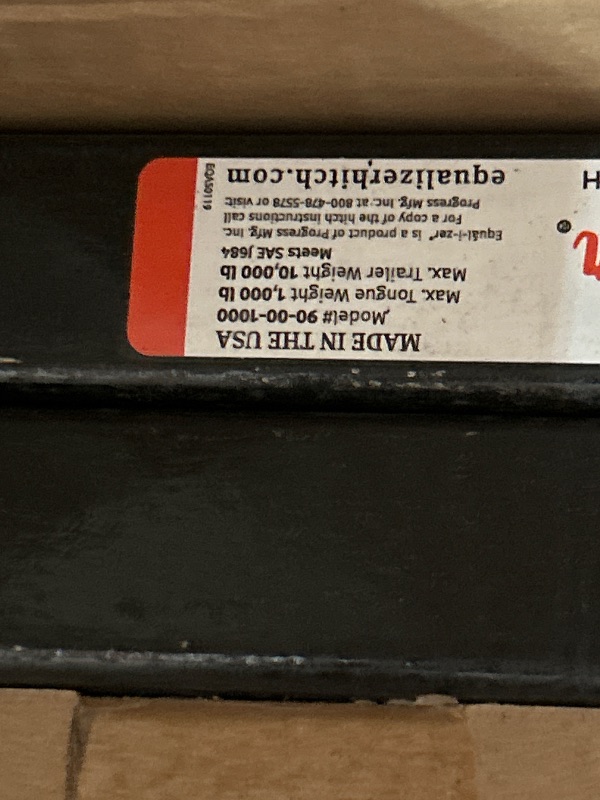 MADE IN THE USA
Model# 90-00-1000
Max. Tongue Weight 1,000 lb
Max. Trailer Weight 10,000 lb
Meets SAE J684
Equal-i-zer® is a product of Progress Mfg. Inc.
For a copy of the hitch instructions call
Progress Mfg. Inc. at 800-478-5578 or visit:
equalizerhitch.com
EQAS0119
®
H